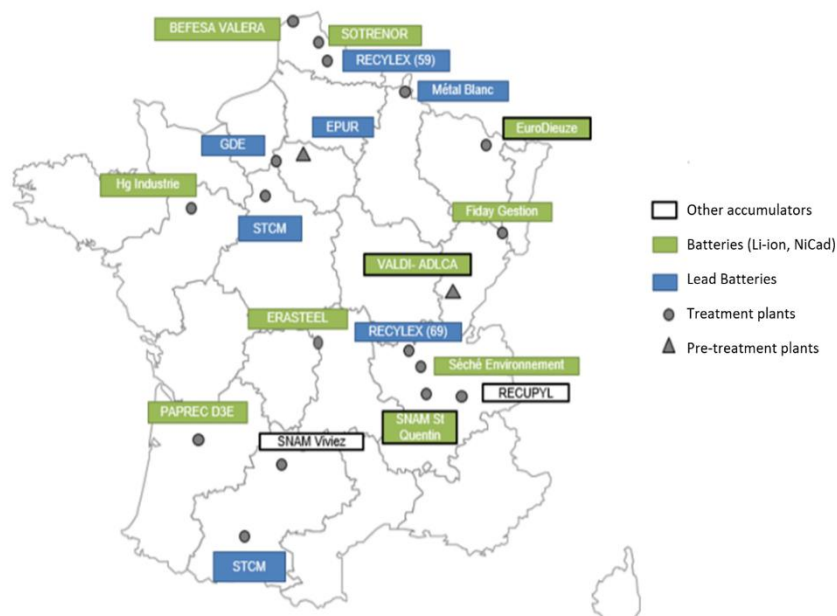 BEFESA VALERA
SOTRENOR
RECYLEX (59)
Métal Blanc
EPUR
EuroDieuze
GDE
Hg Industrie
Fiday Gestion
STCM
VALDI- ADLCA
ERASTEEL
RECYLEX (69)
Séché Environnement
RECUPYL
PAPREC D3E
SNAM St
Quentin
SNAM Viviez
STCM
Other accumulators
Batteries (Li-ion, NiCad)
Lead Batteries
Treatment plants
Pre-treatment plants